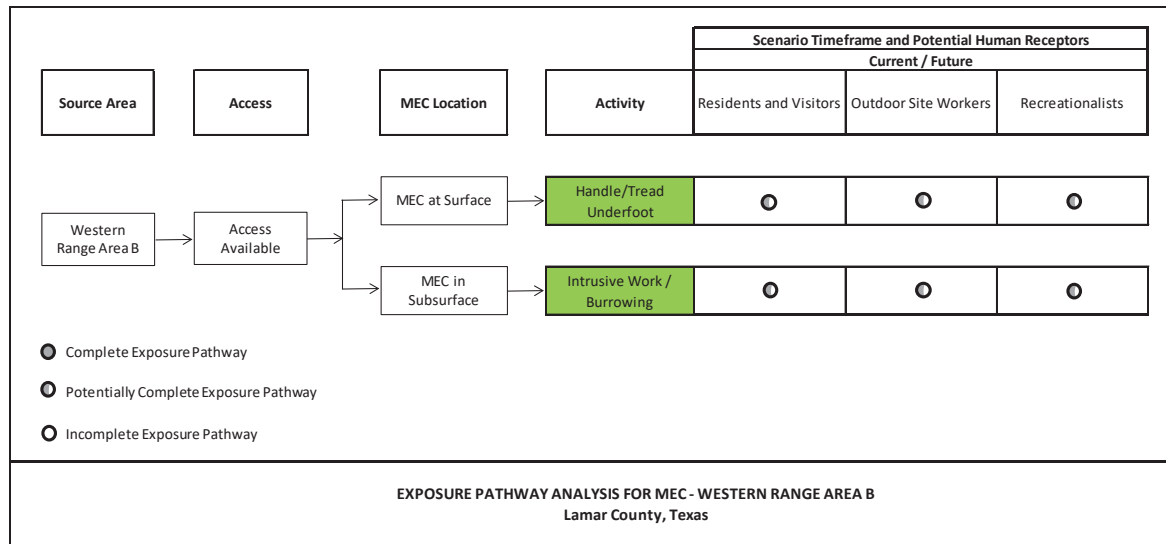 Scenario Timeframe and Potential Human Receptors
Current / Future
Source Area
Access
MEC Location
Activity
Residents and Visitors
Outdoor Site Workers
Recreationalists
Western
Range Area B
Access
Available
MEC at Surface
Handle/Tread
Underfoot
MEC in
Subsurface
Intrusive Work /
Burrowing
Complete Exposure Pathway
Potentially Complete Exposure Pathway
Incomplete Exposure Pathway
EXPOSURE PATHWAY ANALYSIS FOR MEC - WESTERN RANGE AREA B
Lamar County, Texas